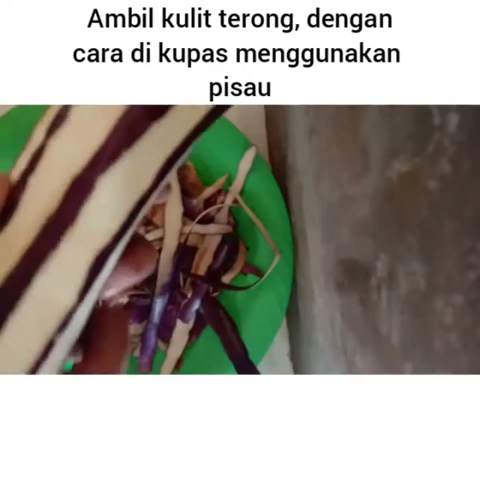 Ambil kulit terong, dengan
cara di kupas menggunakan
pisau